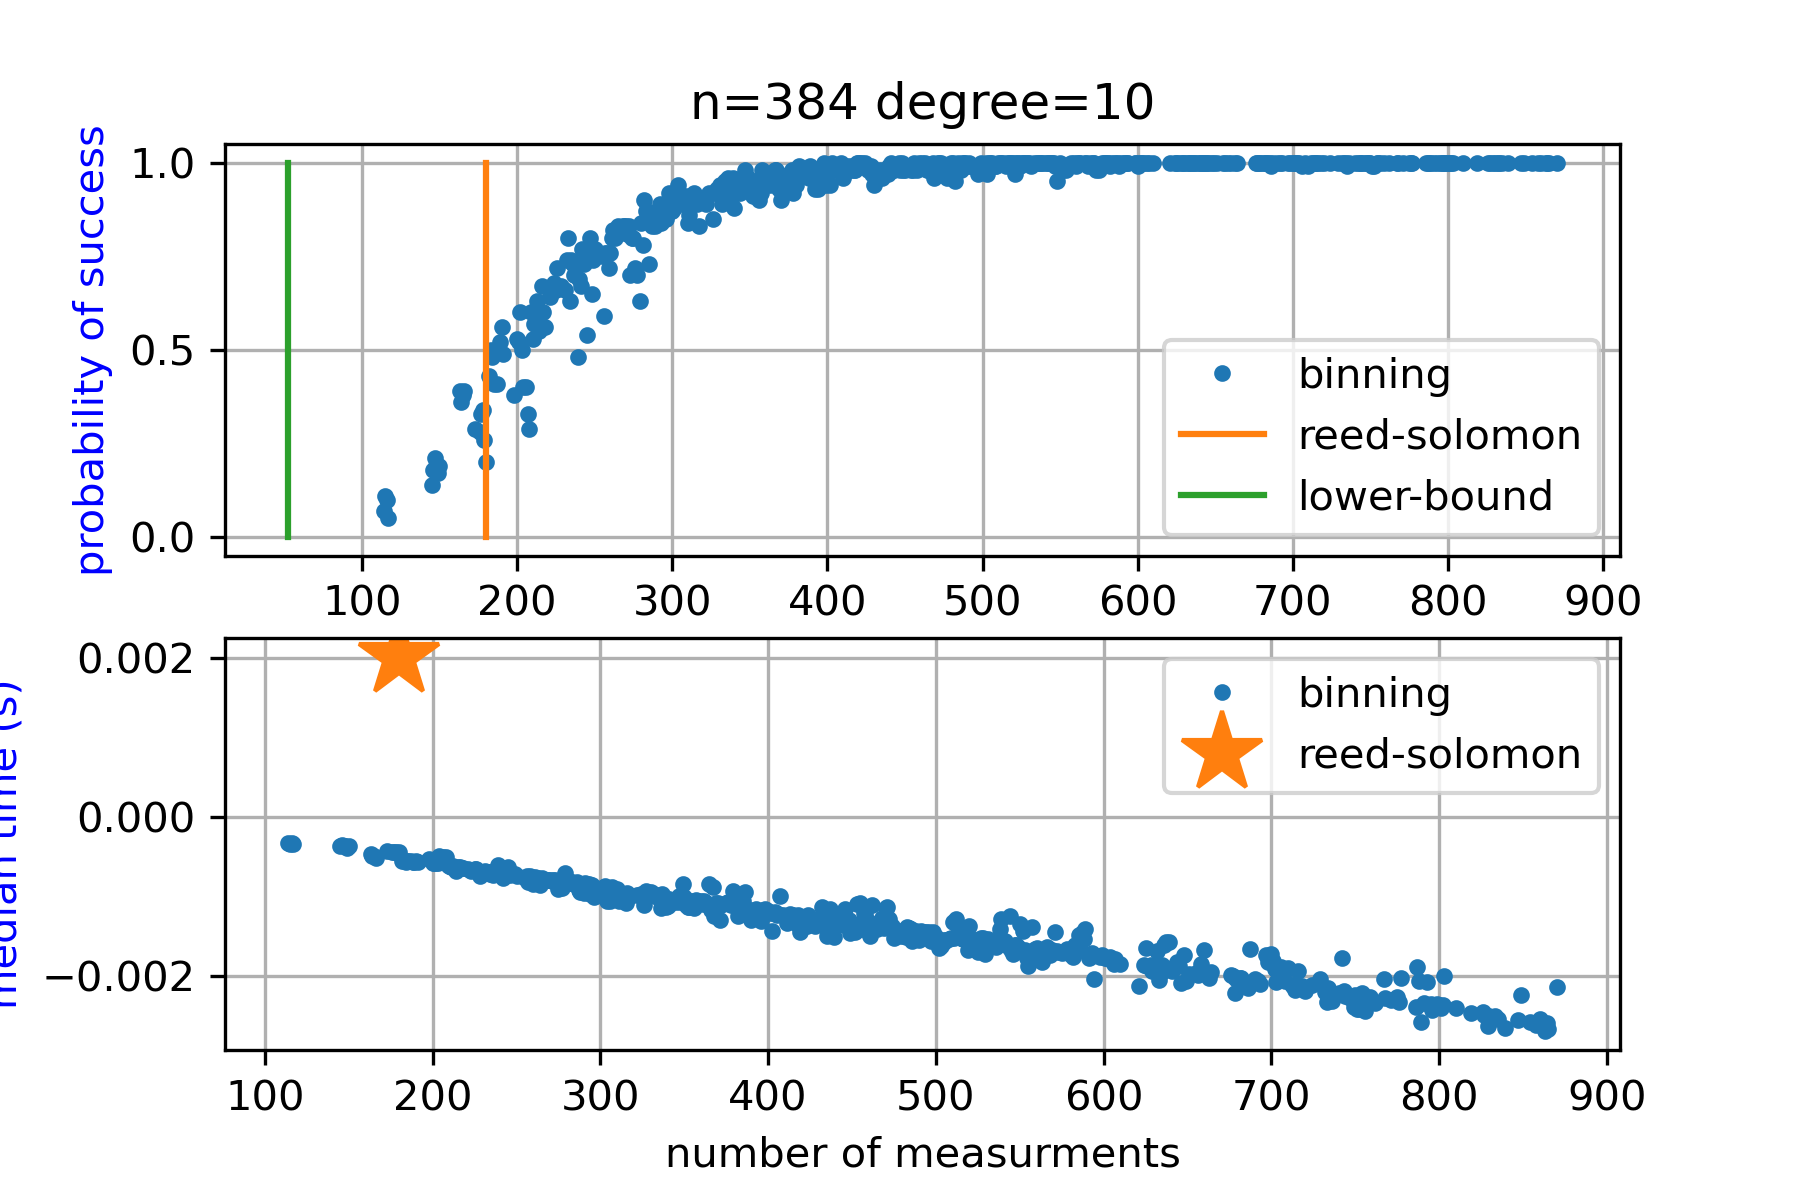 n=384 degree=10
probability of success
1.0
0.5
0.0
binning
reed-solomon
lower-bound
100 200 300 400 500 600 700 800 900
median time (s)
0.002
0.000
−0.002
binning
reed-solomon
100 200 300 400 500 600 700 800 900
number of measurments